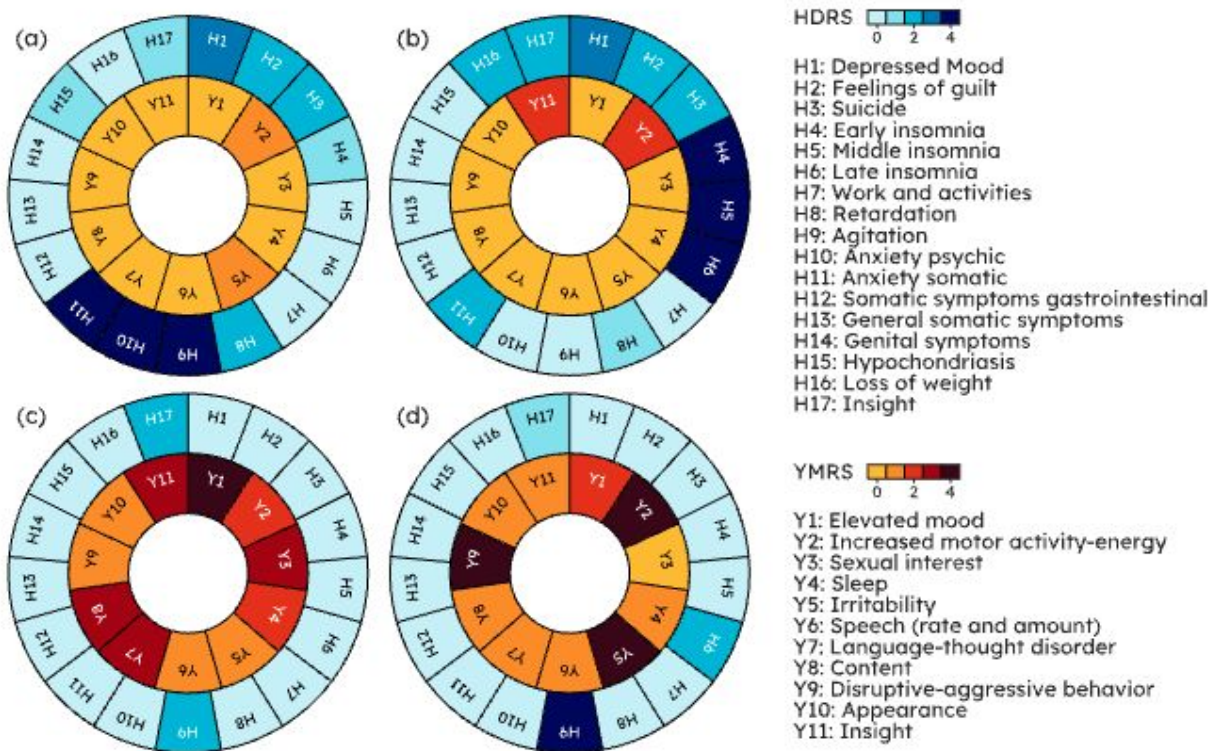 (a)
H1
H2
H3
H4
H5
H6
H7
H8
H9
H10
H11
H12
H13
H14
H15
H16
H17
Y1
Y2
Y3
Y4
Y5
Y6
Y7
Y8
Y9
Y10
Y11
(b)
H1
H2
H3
H4
H5
H6
H7
H8
H9
H10
H11
H12
H13
H14
H15
H16
H17
Y1
Y2
Y3
Y4
Y5
Y6
Y7
Y8
Y9
Y10
Y11
(c)
H1
H2
H3
H4
H5
H6
H7
H8
H9
H10
H11
H12
H13
H14
H15
H16
H17
Y1
Y2
Y3
Y4
Y5
Y6
Y7
Y8
Y9
Y10
Y11
(d)
H1
H2
H3
H4
H5
H6
H7
H8
H9
H10
H11
H12
H13
H14
H15
H16
H17
Y1
Y2
Y3
Y4
Y5
Y6
Y7
Y8
Y9
Y10
Y11
HDRS
0 2 4
H1: Depressed Mood
H2: Feelings of guilt
H3: Suicide
H4: Early insomnia
H5: Middle insomnia
H6: Late insomnia
H7: Work and activities
H8: Retardation
H9: Agitation
H10: Anxiety psychic
H11: Anxiety somatic
H12: Somatic symptoms gastrointestinal
H13: General somatic symptoms
H14: Genital symptoms
H15: Hypochondriasis
H16: Loss of weight
H17: Insight
YMRS
0 2 4
Y1: Elevated mood
Y2: Increased motor activity-energy
Y3: Sexual interest
Y4: Sleep
Y5: Irritability
Y6: Speech (rate and amount)
Y7: Language-thought disorder
Y8: Content
Y9: Disruptive-aggressive behavior
Y10: Appearance
Y11: Insight